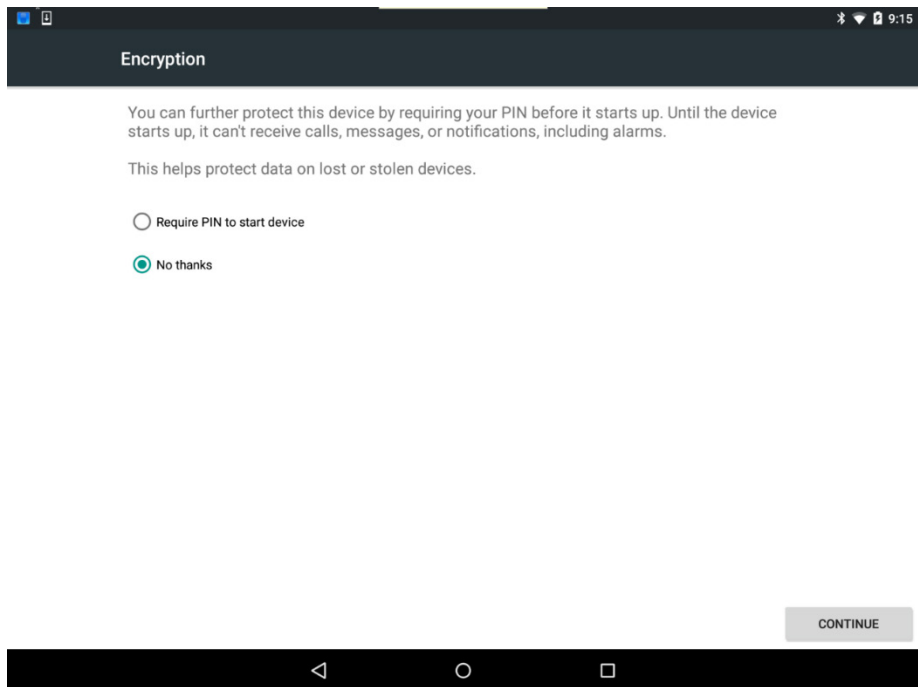 9:15
Encryption
You can further protect this device by requiring your PIN before it starts up. Until the device
starts up, it can't receive calls, messages, or notifications, including alarms.
This helps protect data on lost or stolen devices.
Require PIN to start device
No thanks
CONTINUE